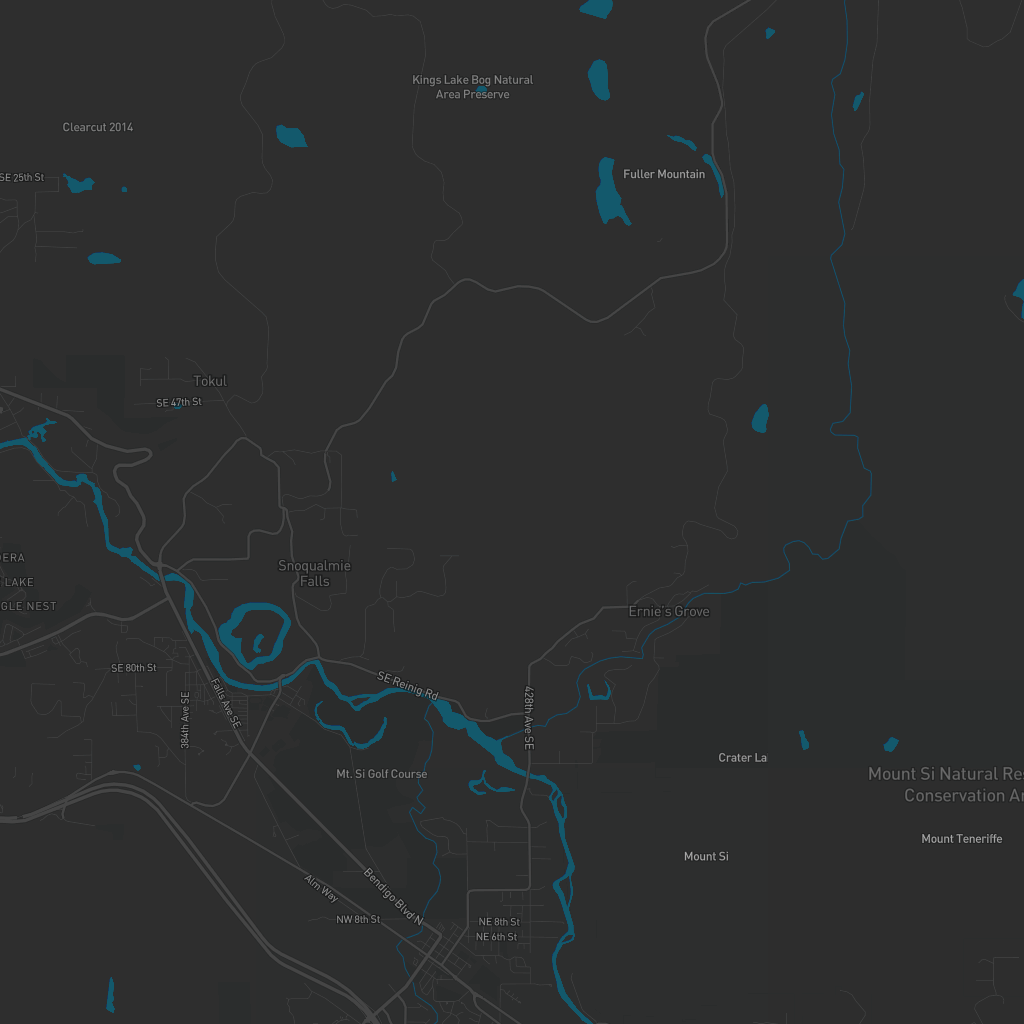 Kings Lake Bog Natural
Area Preserve
Clearcut 2014
SE 25th St
Fuller Mountain
Tokul
SE 47th St
Snoqualmie
Falls
DERA
LAKE
GLE NEST
Ernie's Grove
SE 80th St
384th Ave SE
Falls Ave SE
SE Reinig Rd
428th Ave SE
Crater La
Mt. Si Golf Course
Mount Si Natural Res
Conservation Ar
Mount Teneriffe
Mount Si
Alm Way
Bendigo Blvd N
NW 8th St
NE 8th St
NE 6th St